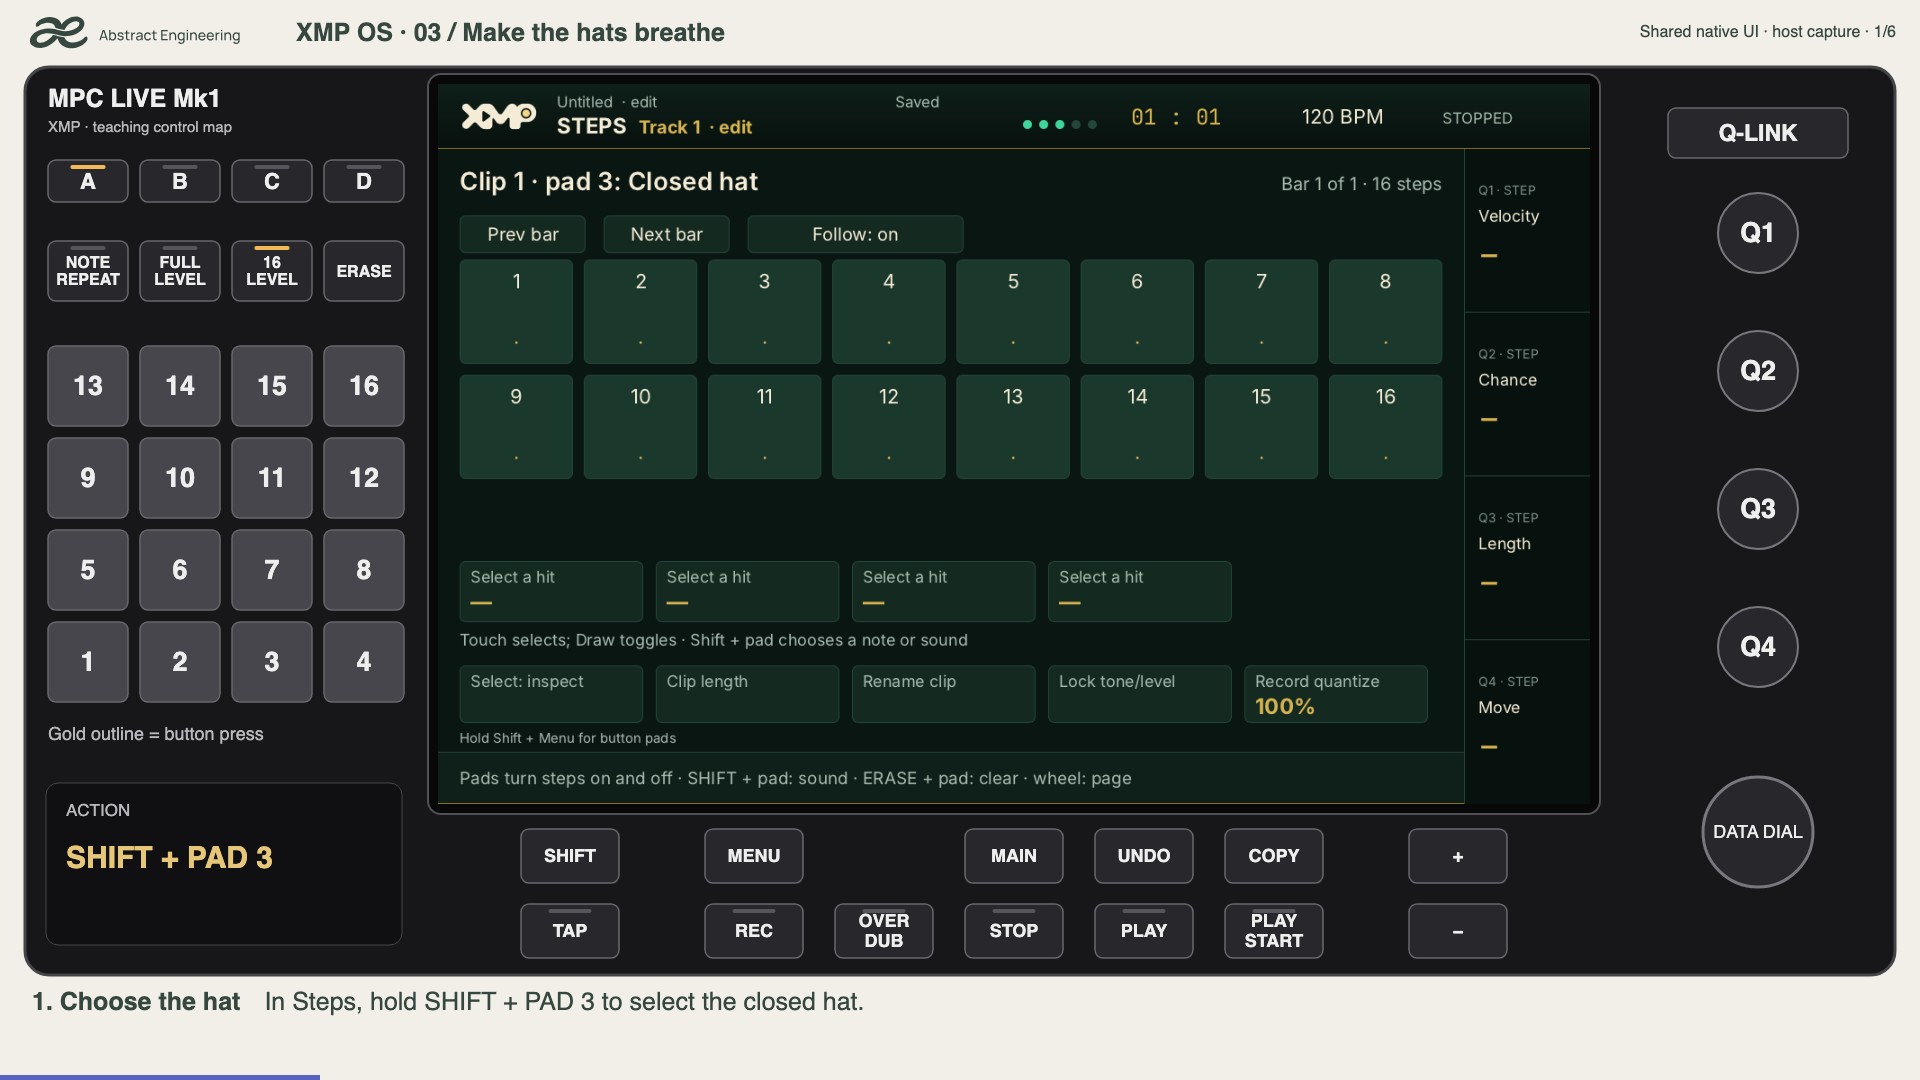 Abstract Engineering
XMP OS · 03 / Make the hats breathe
Shared native UI · host capture · 1/6
MPC LIVE Mk1
XMP · teaching control map
A B C D
NOTE REPEAT
FULL LEVEL
16 LEVEL
ERASE
13 14 15 16
9 10 11 12
5 6 7 8
1 2 3 4
Gold outline = button press
ACTION
SHIFT + PAD 3
XMP
Untitled · edit
STEPS Track 1 · edit
Saved
01 : 01
120 BPM
STOPPED
Clip 1 · pad 3: Closed hat
Bar 1 of 1 · 16 steps
Prev bar
Next bar
Follow: on
1 2 3 4 5 6 7 8
9 10 11 12 13 14 15 16
Select a hit
—
Select a hit
—
Select a hit
—
Select a hit
—
Touch selects; Draw toggles · Shift + pad chooses a note or sound
Select: inspect
Clip length
Rename clip
Lock tone/level
Record quantize
100%
Hold Shift + Menu for button pads
Pads turn steps on and off · SHIFT + pad: sound · ERASE + pad: clear · wheel: page
Q1 · STEP
Velocity
—
Q2 · STEP
Chance
—
Q3 · STEP
Length
—
Q4 · STEP
Move
—
Q-LINK
Q1
Q2
Q3
Q4
DATA DIAL
SHIFT
MENU
MAIN
UNDO
COPY
+
TAP
REC
OVER DUB
STOP
PLAY
PLAY START
–
1. Choose the hat In Steps, hold SHIFT + PAD 3 to select the closed hat.